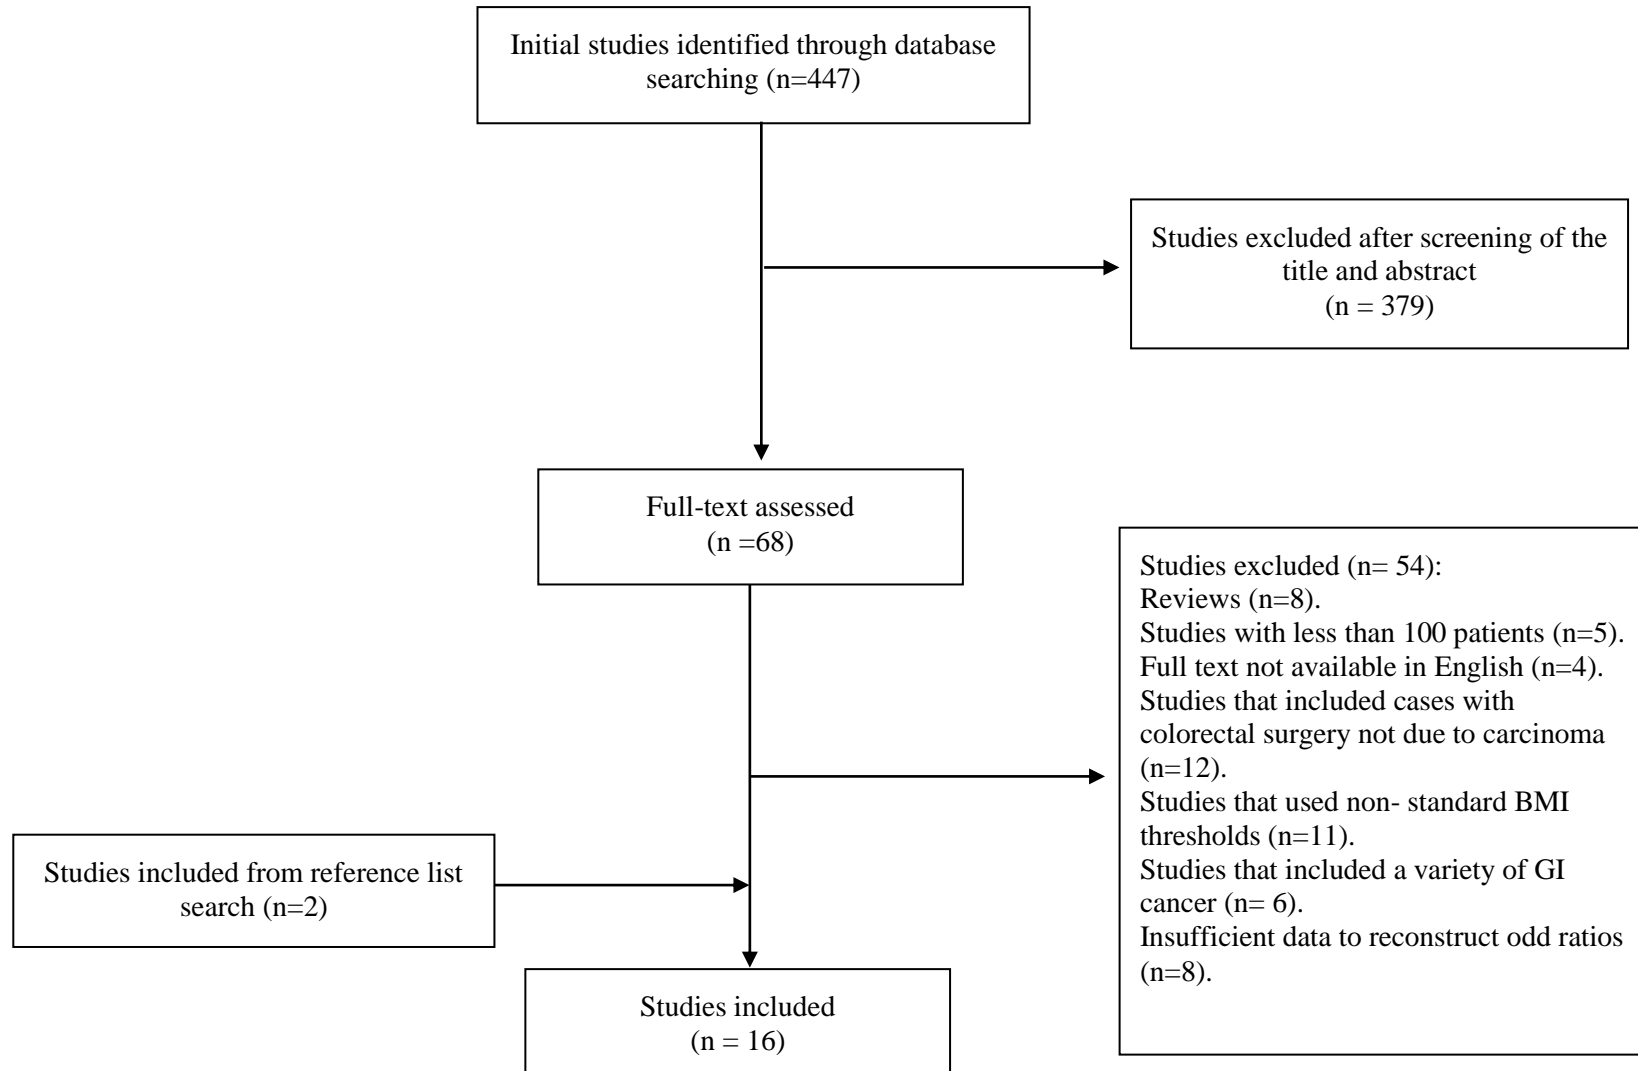 Initial studies identified through database
searching (n=447)
Studies excluded after screening of the
title and abstract
(n = 379)
Full-text assessed
(n =68)
Studies excluded (n= 54):
Reviews (n=8).
Studies with less than 100 patients (n=5).
Full text not available in English (n=4).
Studies that included cases with
colorectal surgery not due to carcinoma
(n=12).
Studies that used non- standard BMI
thresholds (n=11).
Studies that included a variety of GI
cancer (n= 6).
Insufficient data to reconstruct odd ratios
(n=8).
Studies included from reference list
search (n=2)
Studies included
(n = 16)